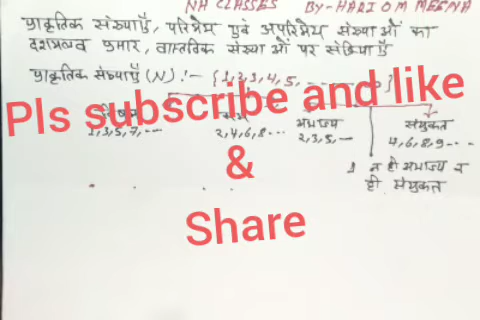 NH CLASSES BY-HARIOM MEENA
प्राकृतिक संख्याएँ, परिमेय एवं अपरिमेय संख्याओं का
दशमलव प्रसार, वास्तविक संख्याओं पर संक्रियाएँ
प्राकृतिक संख्याएँ (N) :- {1,2,3,4,5, ----- }
Pls subscribe and like
विषम सम अभाज्य संयुक्त
1,3,5,7,--- 2,4,6,8--- 2,3,5,-- 4,6,8,9---
&
1 न ही अभाज्य न
ही संयुक्त
Share